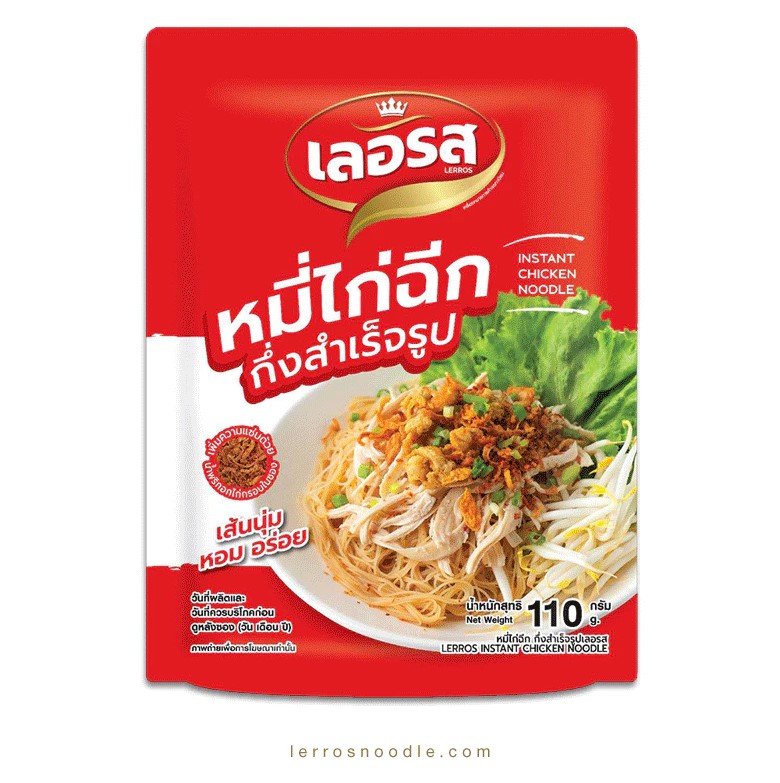 เลอรส
LERROS
INSTANT
CHICKEN
NOODLE
หมี่ไก่ฉีก
กึ่งสำเร็จรูป
เพิ่มความแซ่บด้วย
น้ำพริกอกไก่กรอบในซอง
เส้นนุ่ม
หอม อร่อย
วันที่ผลิตและ
วันที่ควรบริโภคก่อน
ดูหลังซอง (วัน เดือน ปี)
ภาพถ่ายเพื่อการโฆษณาเท่านั้น
น้ำหนักสุทธิ 110 กรัม
Net Weight g.
หมี่ไก่ฉีก กึ่งสำเร็จรูปเลอรส
LERROS INSTANT CHICKEN NOODLE
lerrosnoodle.com